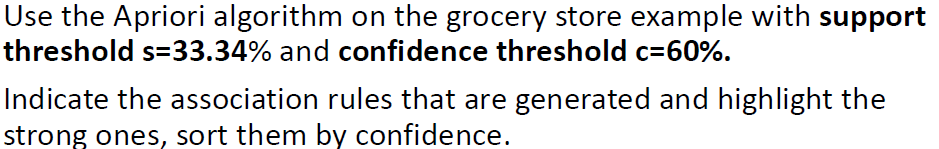 Use the Apriori algorithm on the grocery store example with support
threshold s=33.34% and confidence threshold c=60%.
Indicate the association rules that are generated and highlight the
strong ones, sort them by confidence.